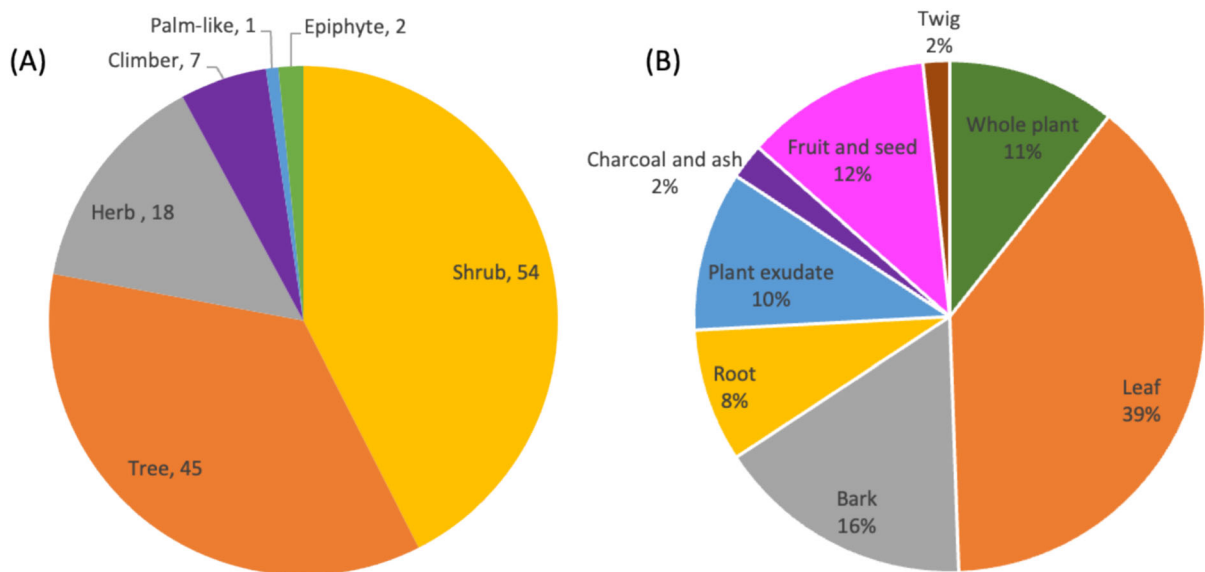 (A)
Palm-like, 1
Epiphyte, 2
Climber, 7
Herb , 18
Shrub, 54
Tree, 45
(B)
Twig
2%
Whole plant
11%
Fruit and seed
12%
Charcoal and ash
2%
Plant exudate
10%
Root
8%
Leaf
39%
Bark
16%